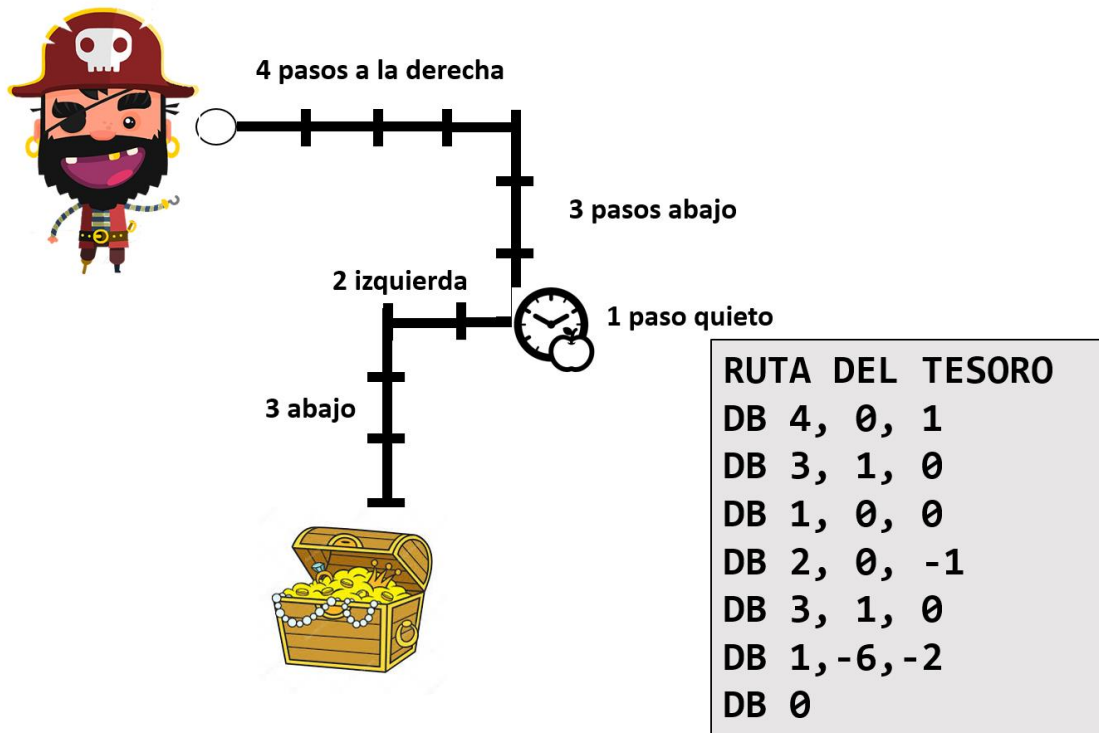 4 pasos a la derecha
3 pasos abajo
2 izquierda
1 paso quieto
3 abajo
RUTA DEL TESORO
DB 4, 0, 1
DB 3, 1, 0
DB 1, 0, 0
DB 2, 0, -1
DB 3, 1, 0
DB 1,-6,-2
DB 0